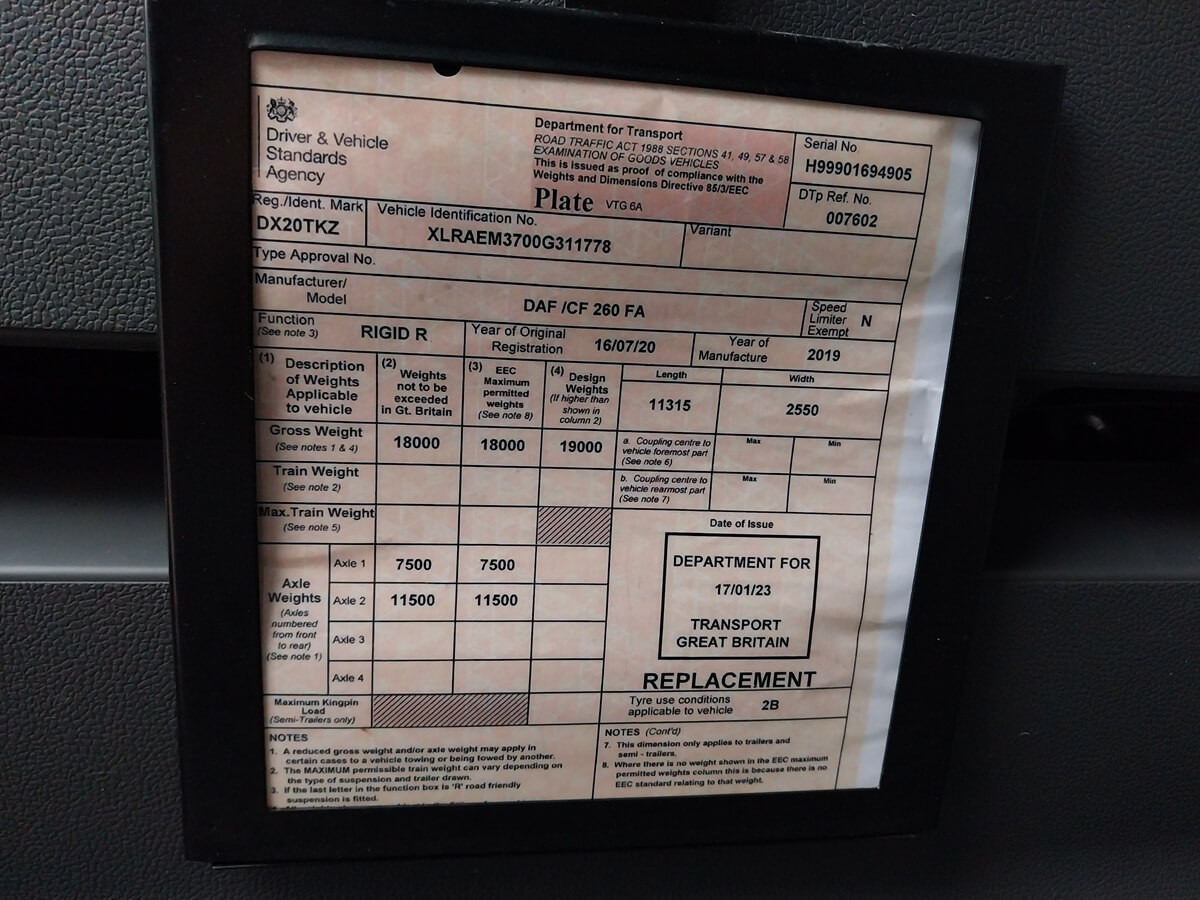 Driver & Vehicle
Standards
Agency
Department for Transport
ROAD TRAFFIC ACT 1988 SECTIONS 41, 49, 57 & 58
EXAMINATION OF GOODS VEHICLES
This is issued as proof of compliance with the
Weights and Dimensions Directive 85/3/EEC
Plate VTG 6A
Serial No
H99901694905
DTp Ref. No.
007602
Reg./Ident. Mark
DX20TKZ
Vehicle Identification No.
XLRAEM3700G311778
Variant
Type Approval No.
Manufacturer/
Model
DAF /CF 260 FA
Speed
Limiter
Exempt
N
Function
(See note 3)
RIGID R
Year of Original
Registration
16/07/20
Year of
Manufacture
2019
(1) Description
of Weights
Applicable
to vehicle
(2) Weights
not to be
exceeded
in Gt. Britain
(3) EEC
Maximum
permitted
weights
(See note 8)
(4) Design
Weights
(If higher than
shown in
column 2)
Length
11315
Width
2550
Gross Weight
(See notes 1 & 4)
18000
18000
19000
a. Coupling centre to
vehicle foremost part
(See note 6)
Max
Min
Train Weight
(See note 2)
b. Coupling centre to
vehicle rearmost part
(See note 7)
Max
Min
Max.Train Weight
(See note 5)
Date of Issue
DEPARTMENT FOR
17/01/23
TRANSPORT
GREAT BRITAIN
REPLACEMENT
Axle
Weights
(Axles
numbered
from front
to rear)
(See note 1)
Axle 1
7500
7500
Axle 2
11500
11500
Axle 3
Axle 4
Maximum Kingpin
Load
(Semi-Trailers only)
Tyre use conditions
applicable to vehicle
2B
NOTES
1. A reduced gross weight and/or axle weight may apply in
certain cases to a vehicle towing or being towed by another.
2. The MAXIMUM permissible train weight can vary depending on
the type of suspension and trailer drawn.
3. If the last letter in the function box is 'R' road friendly
suspension is fitted.
NOTES (Cont'd)
7. This dimension only applies to trailers and
semi - trailers.
8. Where there is no weight shown in the EEC maximum
permitted weights column this is because there is no
EEC standard relating to that weight.